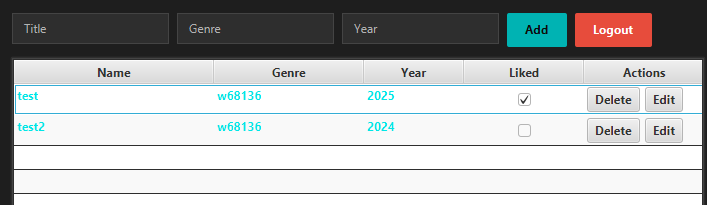 Title Genre Year Add Logout
Name Genre Year Liked Actions
test w68136 2025 Delete Edit
test2 w68136 2024 Delete Edit